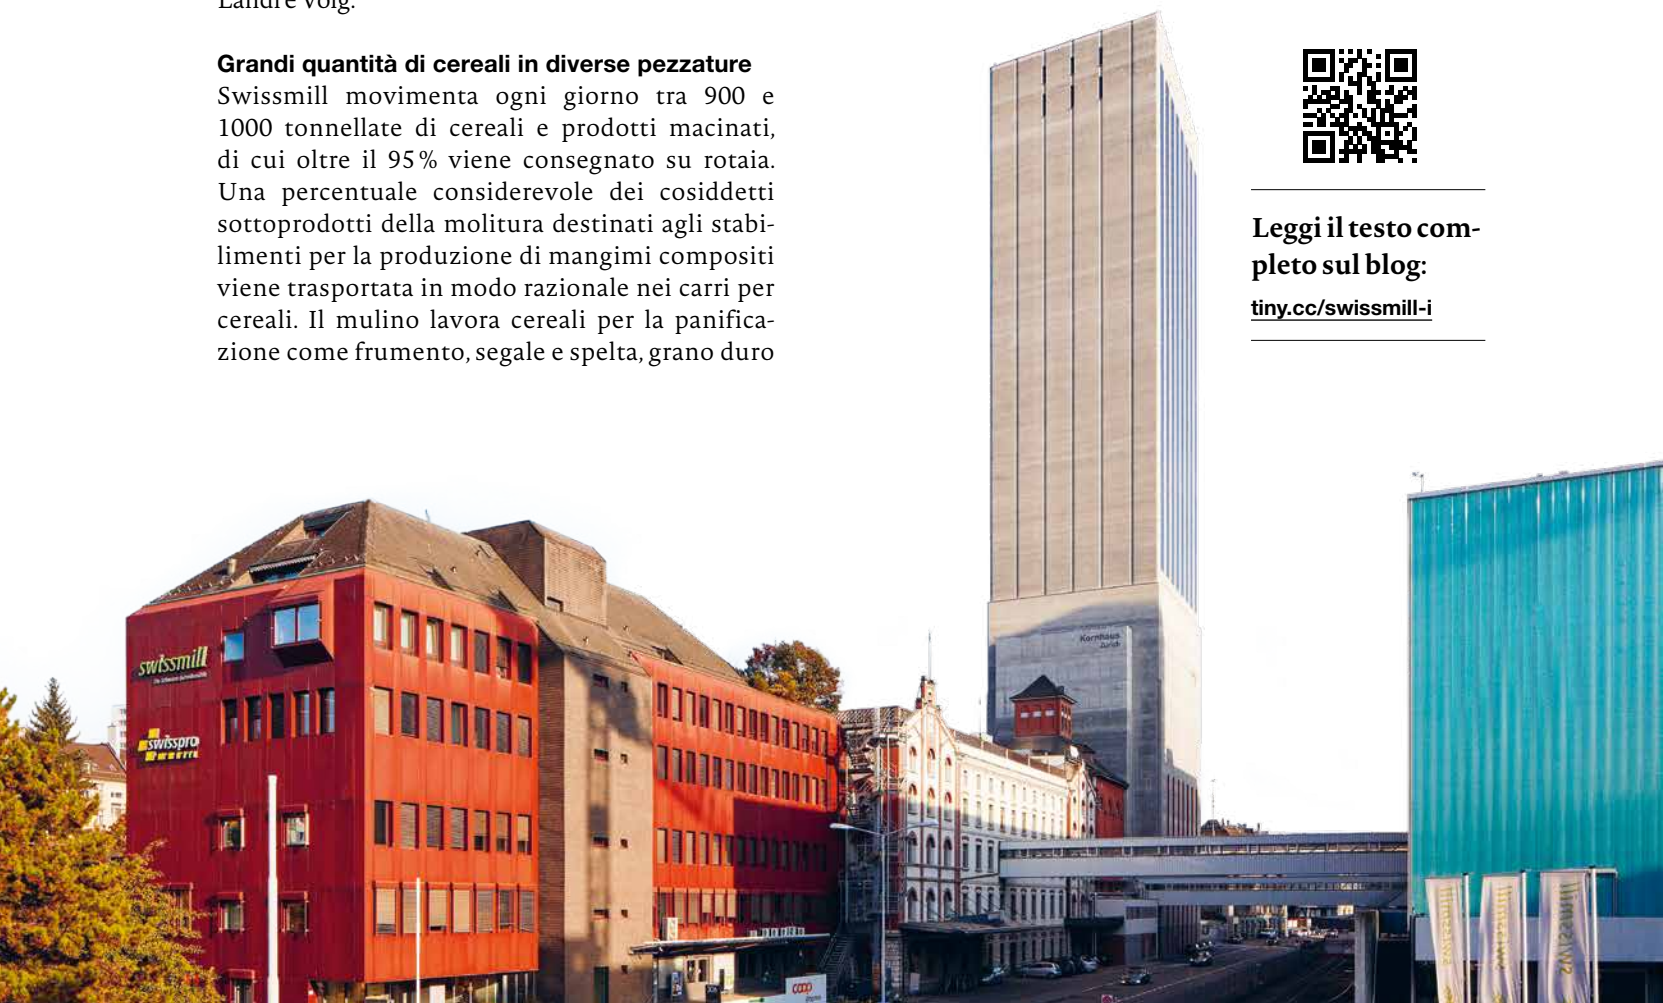 Landi e Volg.
Grandi quantità di cereali in diverse pezzature
Swissmill movimenta ogni giorno tra 900 e
1000 tonnellate di cereali e prodotti macinati,
di cui oltre il 95 % viene consegnato su rotaia.
Una percentuale considerevole dei cosiddetti
sottoprodotti della molitura destinati agli stabi-
limenti per la produzione di mangimi compositi
viene trasportata in modo razionale nei carri per
cereali. Il mulino lavora cereali per la panifica-
zione come frumento, segale e spelta, grano duro
Leggi il testo com-
pleto sul blog:
tiny.cc/swissmill-i
Kornhaus
Zürich
swissmill
swisspro
coop